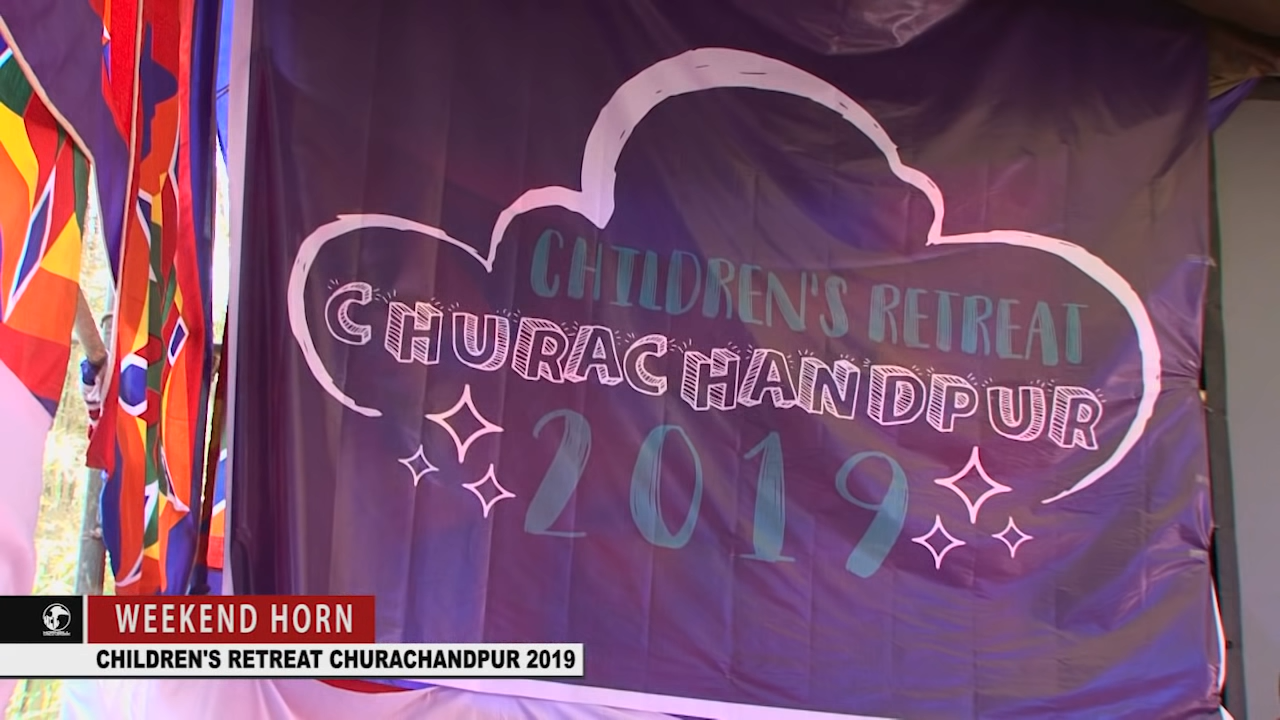 CHILDREN'S RETREAT
CHURACHANDPUR
2019
WEEKEND HORN
CHILDREN'S RETREAT CHURACHANDPUR 2019